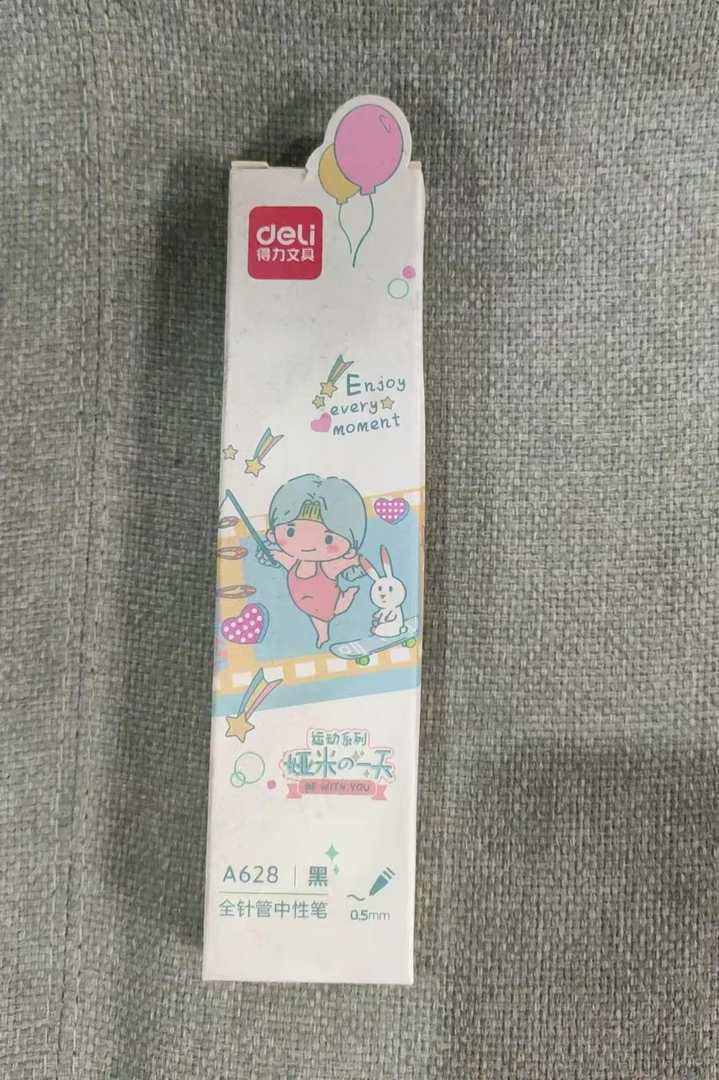 deli
得力文具
Enjoy
every
moment
运动系列
娅米の一天
BE WITH YOU
A628 | 黑
全针管中性笔
0.5mm